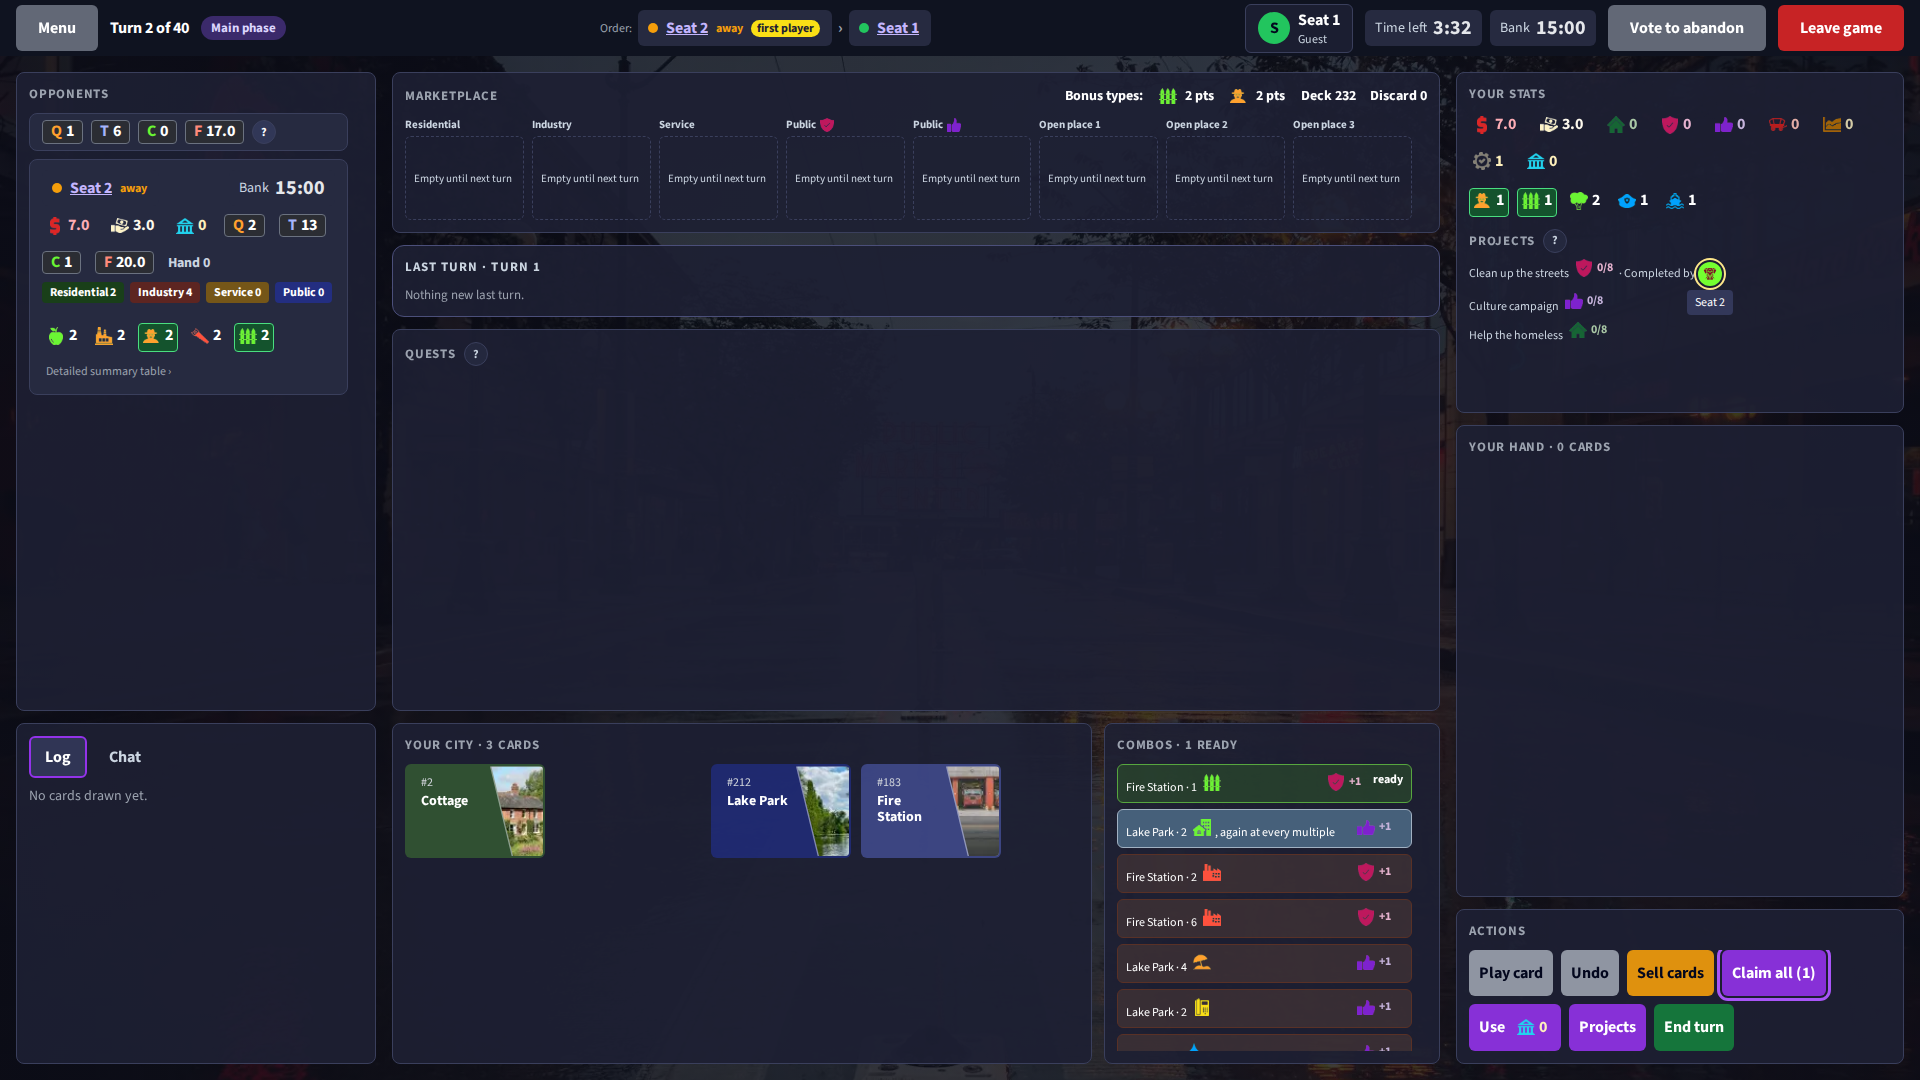 Menu
Turn 2 of 40
Main phase
Order:
Seat 2 away first player
› Seat 1
S
Seat 1
Guest
Time left 3:32
Bank 15:00
Vote to abandon
Leave game
OPPONENTS
Q 1
T 6
C 0
F 17.0
?
Seat 2 away
Bank 15:00
7.0
3.0
0
Q 2
T 13
C 1
F 20.0
Hand 0
Residential 2
Industry 4
Service 0
Public 0
2
2
2
2
2
Detailed summary table ›
MARKETPLACE
Bonus types: 2 pts 2 pts Deck 232 Discard 0
Residential
Industry
Service
Public
Public
Open place 1
Open place 2
Open place 3
Empty until next turn
Empty until next turn
Empty until next turn
Empty until next turn
Empty until next turn
Empty until next turn
Empty until next turn
Empty until next turn
LAST TURN · TURN 1
Nothing new last turn.
QUESTS ?
YOUR STATS
7.0
3.0
0
0
0
0
0
1
0
1
1
2
1
1
PROJECTS ?
Clean up the streets 0/8 · Completed by
Seat 2
Culture campaign 0/8
Help the homeless 0/8
YOUR HAND · 0 CARDS
Log
Chat
No cards drawn yet.
YOUR CITY · 3 CARDS
#2
Cottage
#212
Lake Park
#183
Fire
Station
COMBOS · 1 READY
Fire Station · 1 +1 ready
Lake Park · 2 , again at every multiple +1
Fire Station · 2 +1
Fire Station · 6 +1
Lake Park · 4 +1
Lake Park · 2 +1
ACTIONS
Play card
Undo
Sell cards
Claim all (1)
Use 0
Projects
End turn